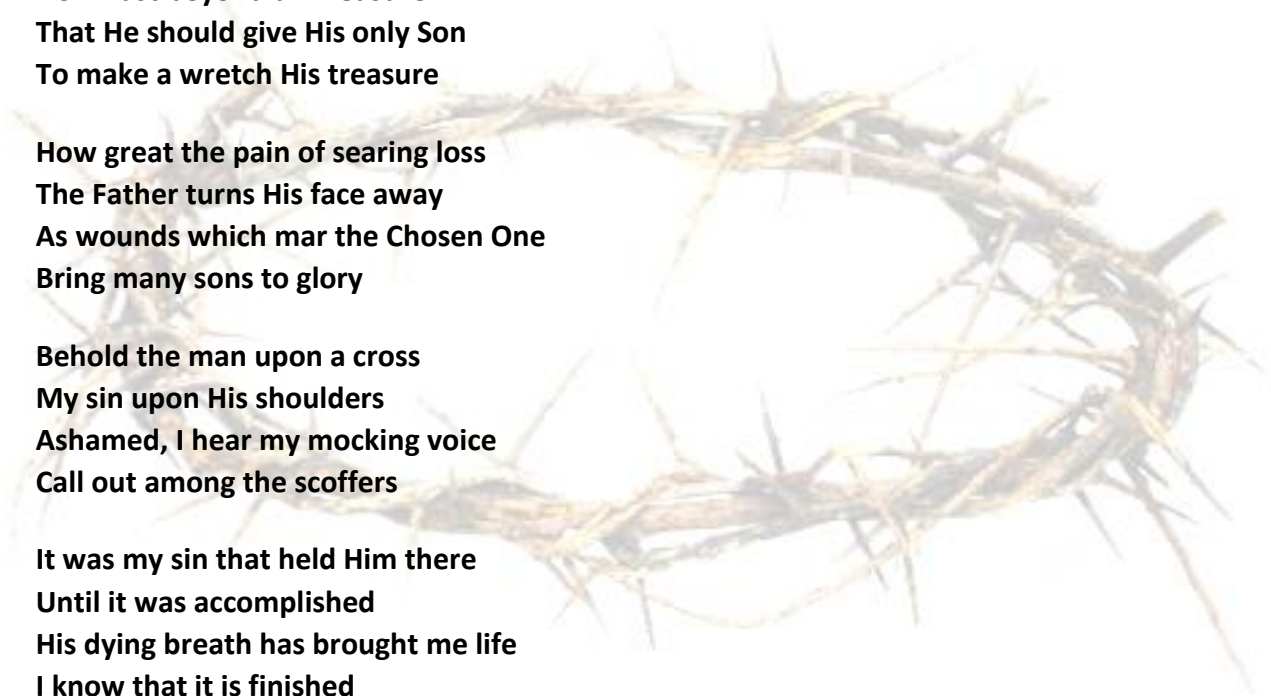 That He should give His only Son
To make a wretch His treasure
How great the pain of searing loss
The Father turns His face away
As wounds which mar the Chosen One
Bring many sons to glory
Behold the man upon a cross
My sin upon His shoulders
Ashamed, I hear my mocking voice
Call out among the scoffers
It was my sin that held Him there
Until it was accomplished
His dying breath has brought me life
I know that it is finished